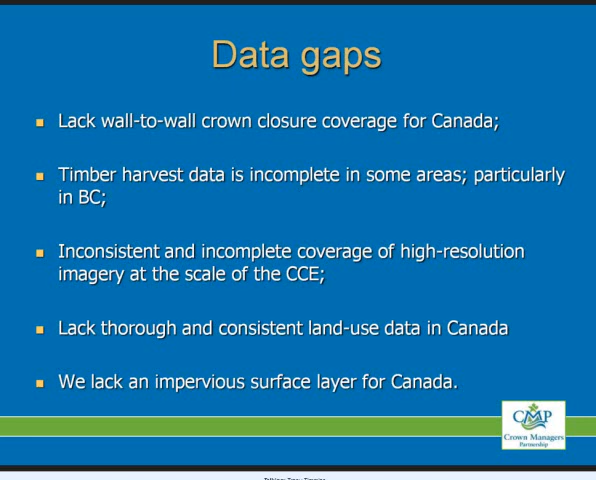 Data gaps
Lack wall-to-wall crown closure coverage for Canada;
Timber harvest data is incomplete in some areas; particularly
in BC;
Inconsistent and incomplete coverage of high-resolution
imagery at the scale of the CCE;
Lack thorough and consistent land-use data in Canada
We lack an impervious surface layer for Canada.
CMP
Crown Managers
Partnership